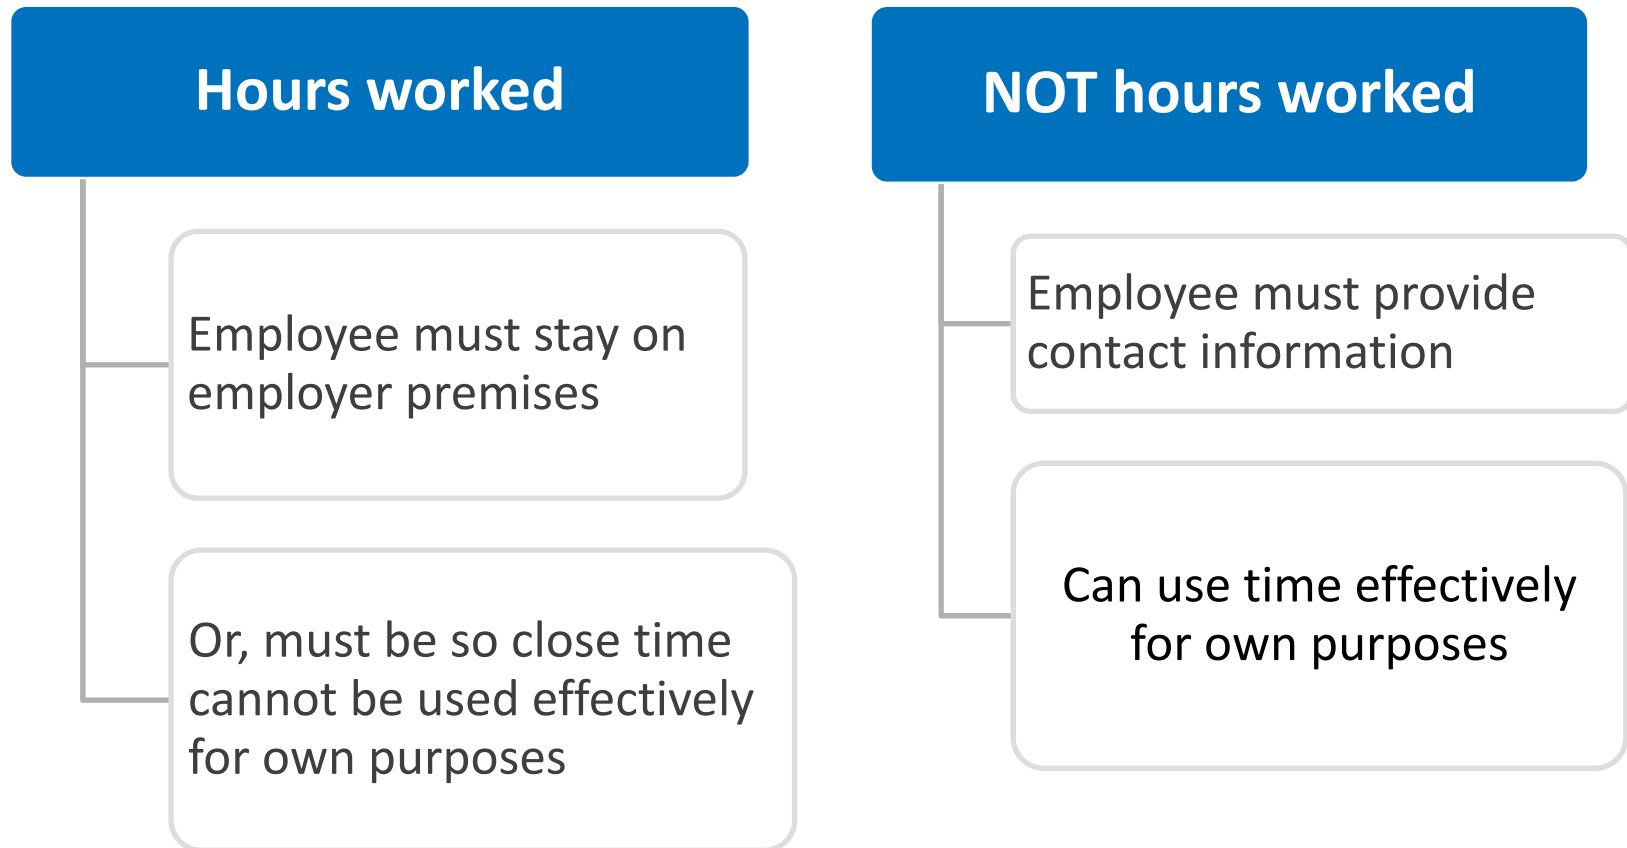 Hours worked
Employee must stay on
employer premises
Or, must be so close time
cannot be used effectively
for own purposes
NOT hours worked
Employee must provide
contact information
Can use time effectively
for own purposes